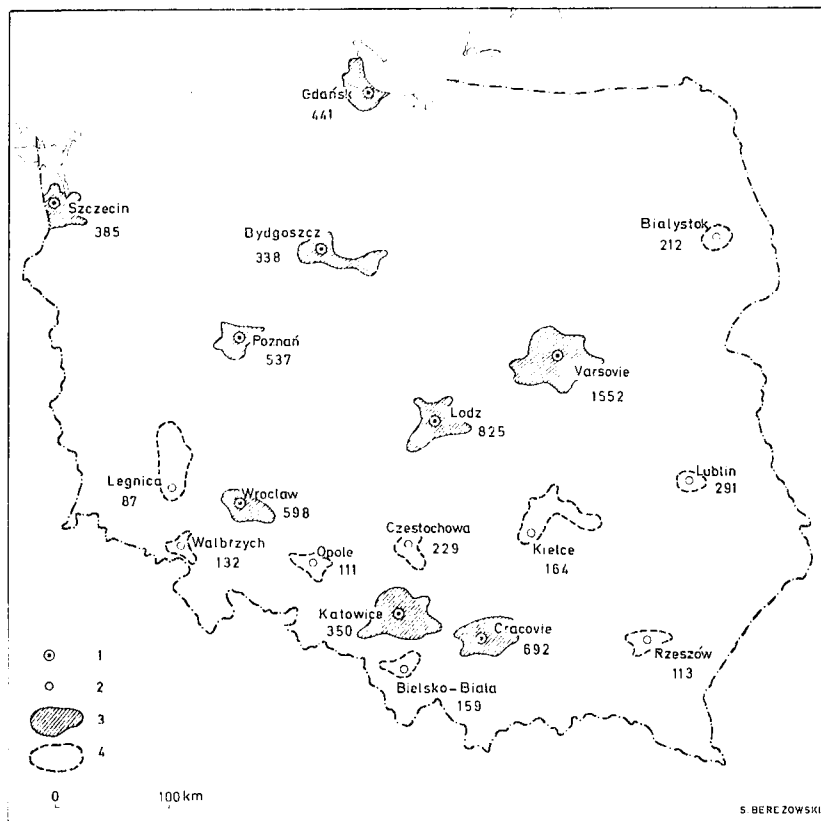 Gdańsk
441
Szczecin
385
Bydgoszcz
338
Bialystok
212
Poznań
537
Varsovie
1552
Lodz
825
Legnica
87
Wroclaw
598
Lublin
291
Walbrzych
132
Opole
111
Czestochowa
229
Kielce
164
Katowice
350
Cracovie
692
Rzeszów
113
Bielsko-Biala
159
1
2
3
4
0 100 km
S. BEREZOWSKI